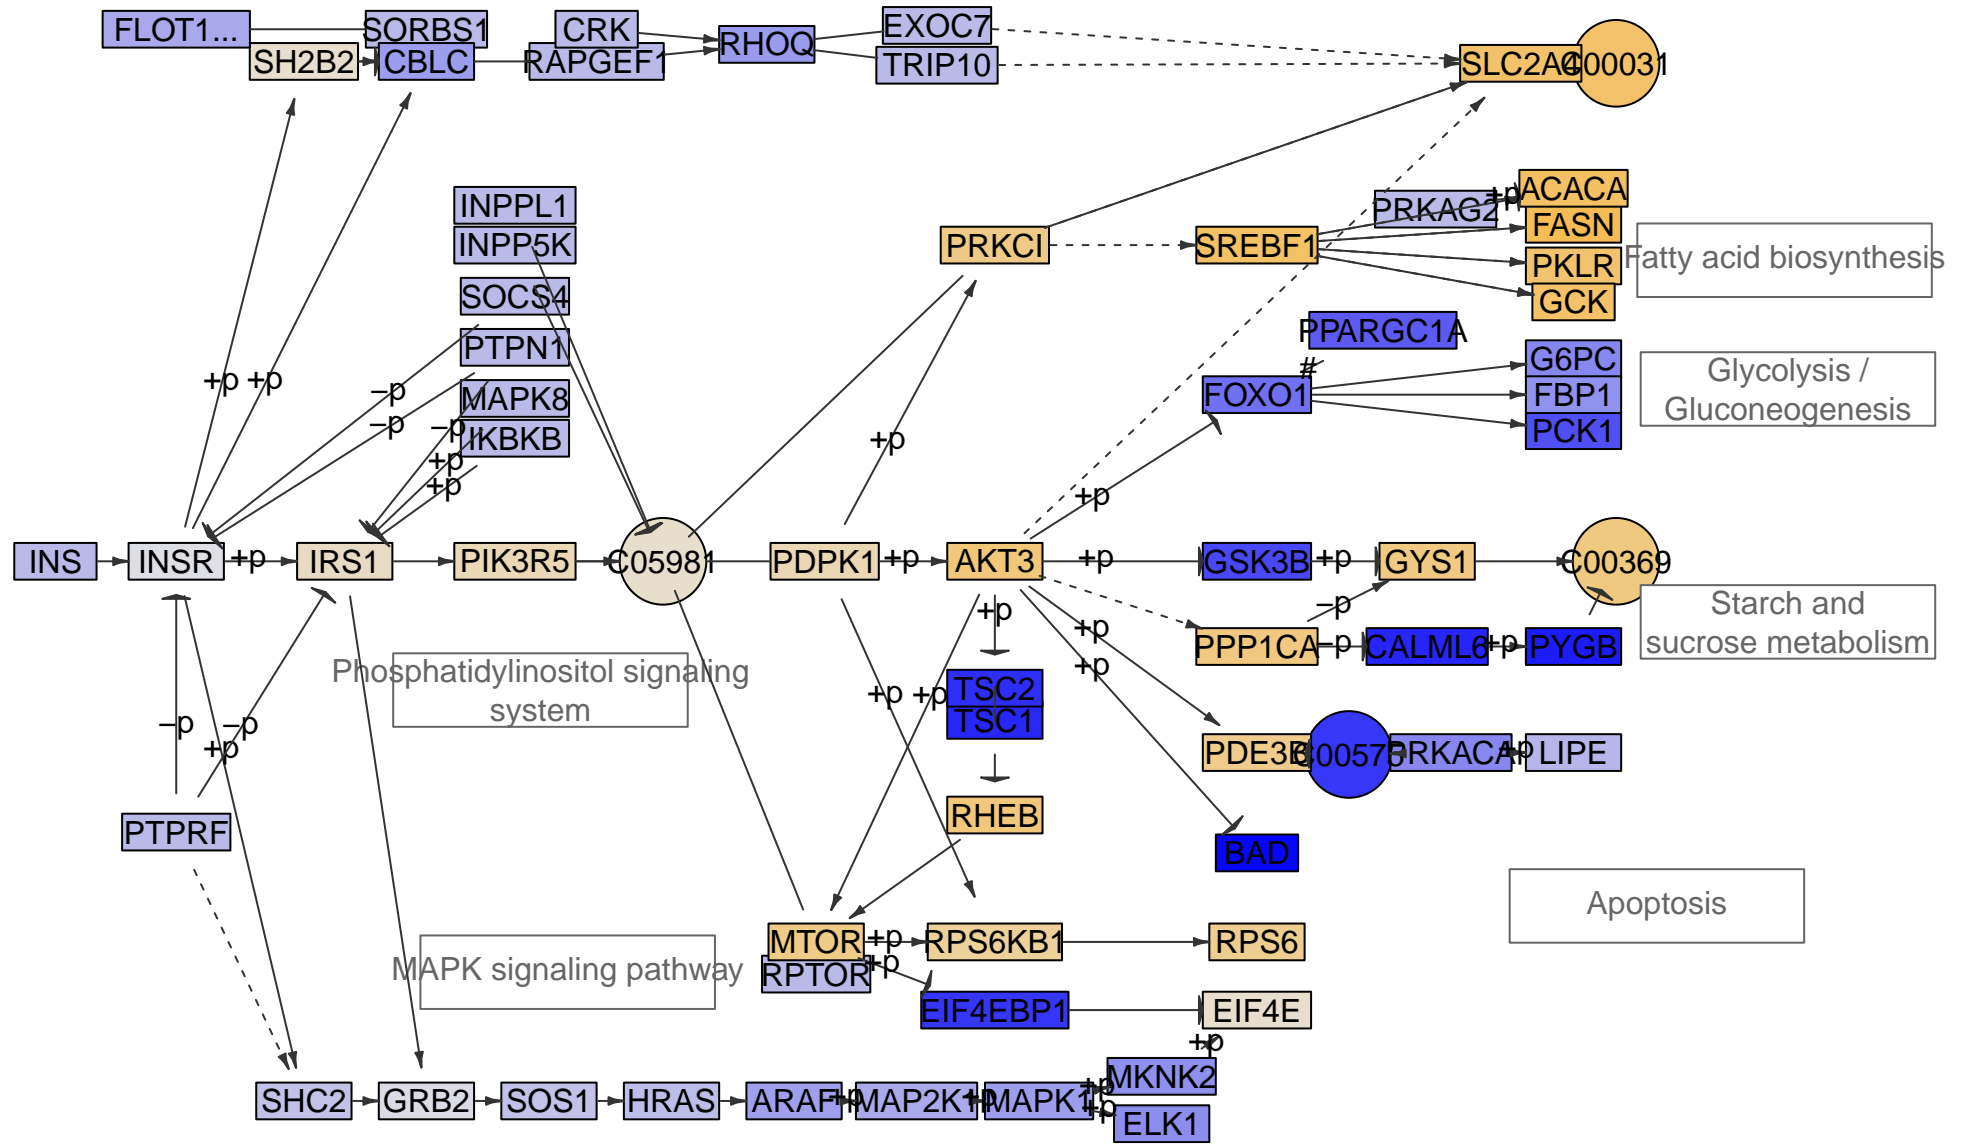 FLOT1...
SORBS1
CRK
RHOQ
EXOC7
SH2B2
CBLC
RAPGEF1
TRIP10
SLC2A4
C00031
INPPL1
INPP5K
SOCS4
PTPN1
MAPK8
IKBKB
PRKCI
SREBF1
PRKAG2
+p
ACACA
FASN
PKLR
GCK
Fatty acid biosynthesis
PPARGC1A
#
FOXO1
G6PC
FBP1
PCK1
Glycolysis /
Gluconeogenesis
+p
+p
–p
–p
–p
+p
+p
+p
+p
INS
INSR
+p
IRS1
PIK3R5
C05981
PDPK1
+p
AKT3
+p
GSK3B
+p
GYS1
C00369
Starch and
sucrose metabolism
+p
–p
+p
PPP1CA
–p
CALML6
+p
PYGB
+p
Phosphatidylinositol signaling
system
+p
+p
TSC2
TSC1
–p
–p
+p
PDE3B
C00575
PRKACA
+p
LIPE
PTPRF
RHEB
BAD
Apoptosis
MTOR
+p
RPS6KB1
RPS6
MAPK signaling pathway
RPTOR
+p
EIF4EBP1
EIF4E
+p
SHC2
GRB2
SOS1
HRAS
ARAF
+p
MAP2K1
+p
MAPK1
+p
+p
MKNK2
ELK1